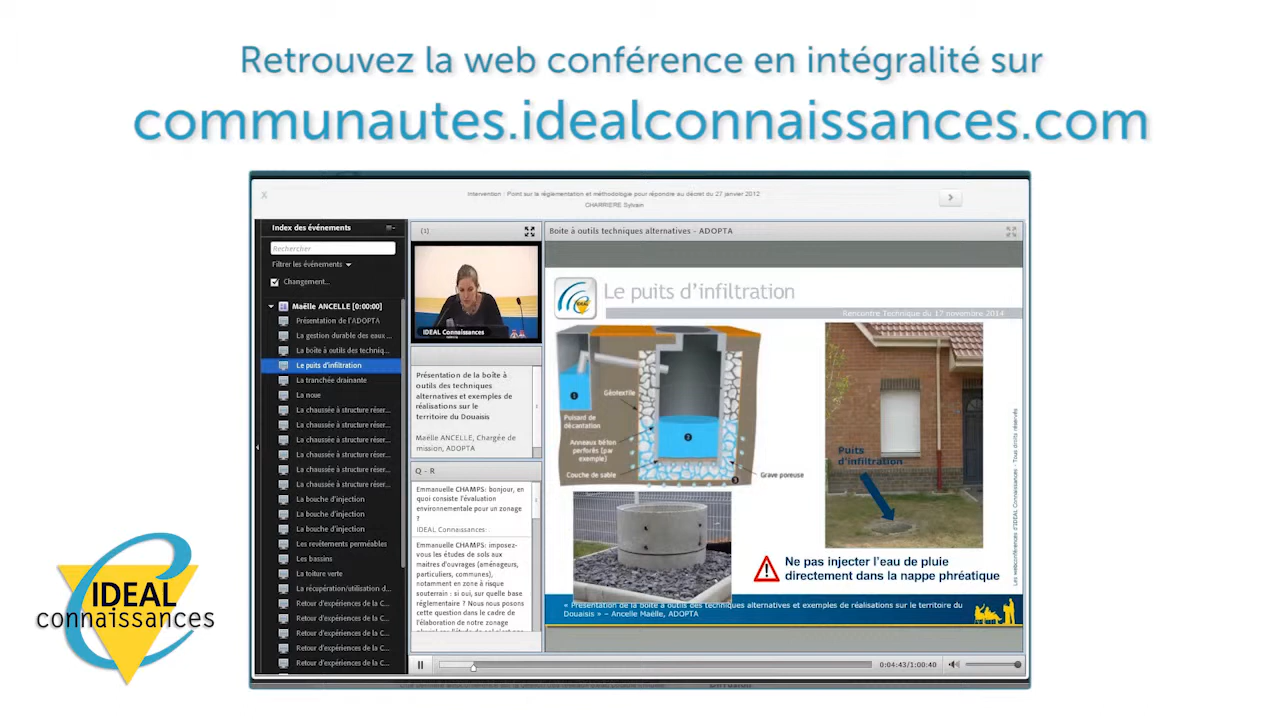 Retrouvez la web conférence en intégralité sur
communautes.idealconnaissances.com
X
Intervention : Point sur la réglementation et méthodologie pour répondre au décret du 27 janvier 2012
CHARRIERE Sylvain
Index des événements
Rechercher
Filtrer les événements
Changement...
Maëlle ANCELLE [0:00:00]
Présentation de l'ADOPTA
La gestion durable des eaux ...
La boîte à outils des techniq...
Le puits d'infiltration
La tranchée drainante
La noue
La chaussée à structure réser...
La chaussée à structure réser...
La chaussée à structure réser...
La chaussée à structure réser...
La chaussée à structure réser...
La chaussée à structure réser...
La bouche d'injection
La bouche d'injection
La bouche d'injection
Les revêtements perméables
Les bassins
La toiture verte
La récupération/utilisation d...
Retour d'expériences de la C...
Retour d'expériences de la C...
Retour d'expériences de la C...
Retour d'expériences de la C...
Retour d'expériences de la C...
(1)
IDEAL Connaissances
Présentation de la boîte à
outils des techniques
alternatives et exemples de
réalisations sur le
territoire du Douaisis
Maëlle ANCELLE, Chargée de
mission, ADOPTA
Q - R
Emmanuelle CHAMPS: bonjour, en
quoi consiste l'évaluation
environnementale pour un zonage
?
IDEAL Connaissances:
Emmanuelle CHAMPS: imposez-
vous les études de sols aux
maitres d'ouvrages (aménageurs,
particuliers, communes),
notamment en zone à risque
souterrain : si oui, sur quelle base
réglementaire ? Nous nous posons
cette question dans le cadre de
l'élaboration de notre zonage
Boite à outils techniques alternatives - ADOPTA
IDEAL
Le puits d'infiltration
Rencontre Technique du 17 novembre 2014
1
Géotextile
Puisard de
décantation
2
Anneaux béton
perforés (par
exemple)
Couche de sable
3
Grave poreuse
Puits
d'infiltration
Ne pas injecter l'eau de pluie
directement dans la nappe phréatique
Les webconférences d'IDEAL Connaissances - Tous droits réservés
« Présentation de la boîte à outils des techniques alternatives et exemples de réalisations sur le territoire du
Douaisis » – Ancelle Maëlle, ADOPTA
0:04:43/1:00:40
IDEAL
connaissances